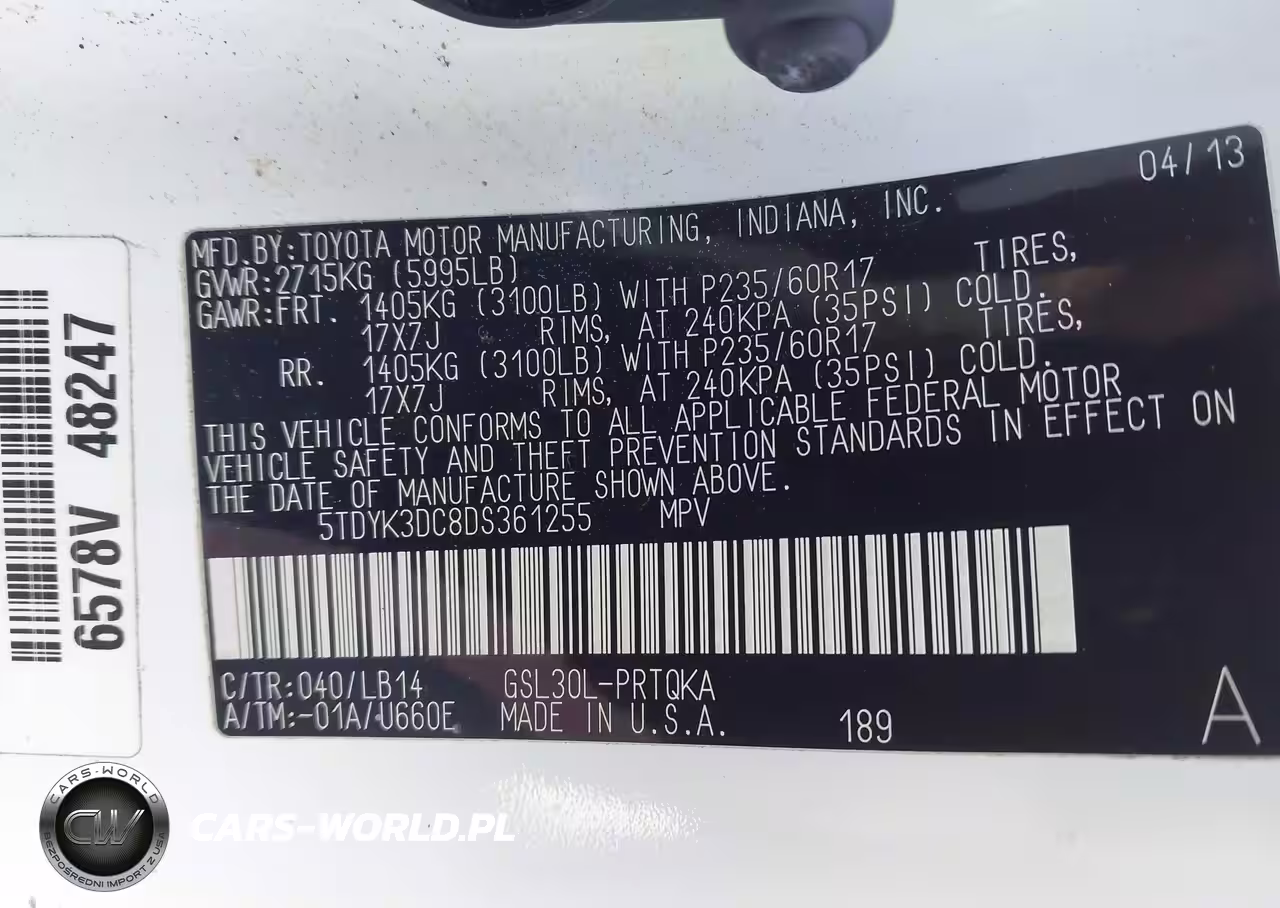 04/13
MFD.BY:TOYOTA MOTOR MANUFACTURING, INDIANA, INC.
GVWR:2715KG (5995LB)
GAWR:FRT. 1405KG (3100LB) WITH P235/60R17 TIRES,
17X7J RIMS, AT 240KPA (35PSI) COLD.
RR. 1405KG (3100LB) WITH P235/60R17 TIRES,
17X7J RIMS, AT 240KPA (35PSI) COLD.
THIS VEHICLE CONFORMS TO ALL APPLICABLE FEDERAL MOTOR
VEHICLE SAFETY AND THEFT PREVENTION STANDARDS IN EFFECT ON
THE DATE OF MANUFACTURE SHOWN ABOVE.
5TDYK3DC8DS361255 MPV
C/TR:040/LB14 GSL30L-PRTQKA
A/TM:-01A/U660E MADE IN U.S.A. 189
A
6578V 48247
CARS-WORLD
CW
BEZPOŚREDNI IMPORT Z USA
CARS-WORLD.PL